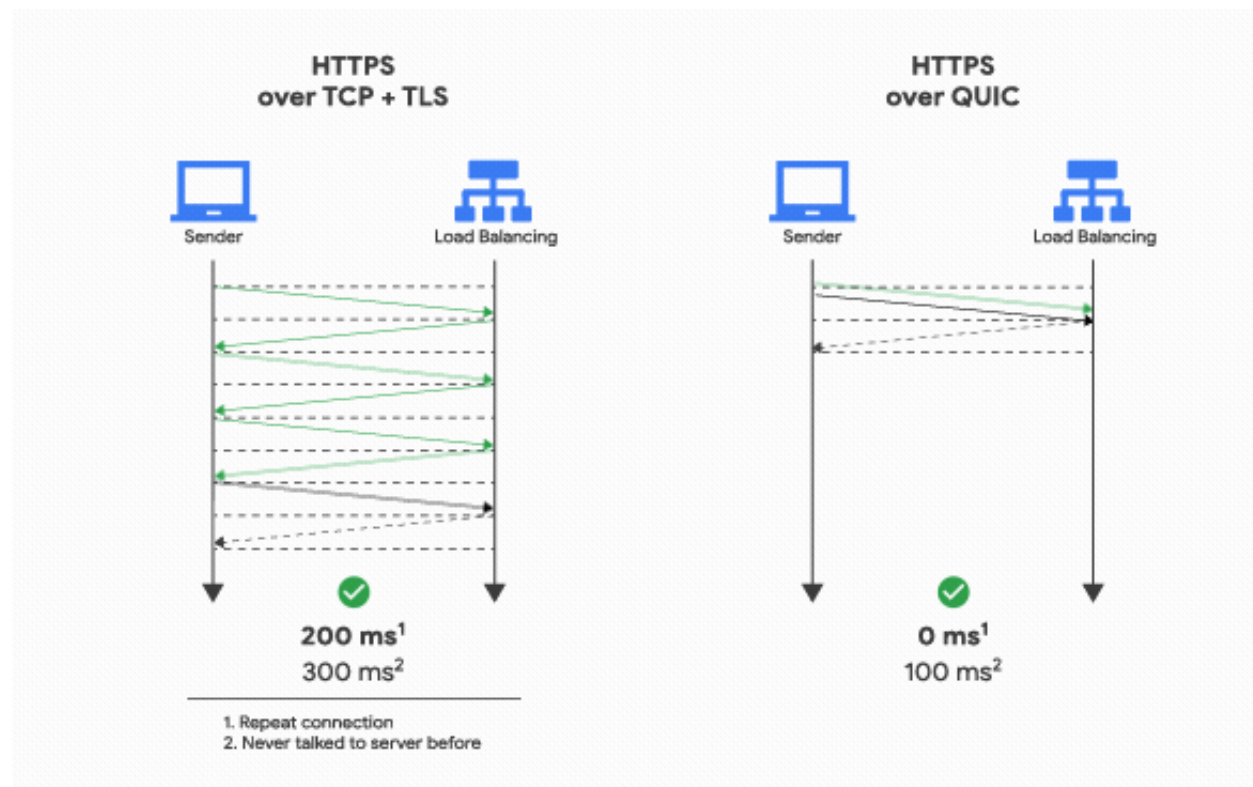 HTTPS
over TCP + TLS
Sender
Load Balancing
200 ms¹
300 ms²
1. Repeat connection
2. Never talked to server before
HTTPS
over QUIC
Sender
Load Balancing
0 ms¹
100 ms²